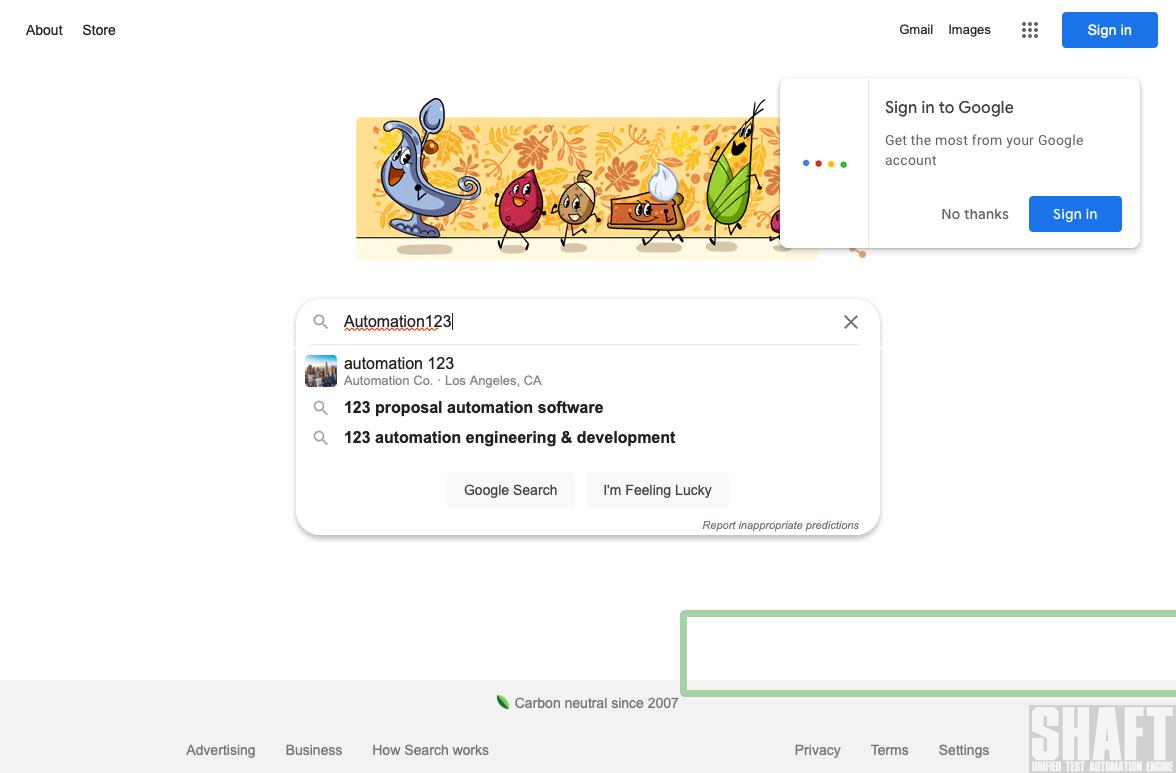 About Store
Gmail Images
Sign in
Sign in to Google
Get the most from your Google
account
No thanks
Sign in
Automation123
automation 123
Automation Co. · Los Angeles, CA
123 proposal automation software
123 automation engineering & development
Google Search
I'm Feeling Lucky
Report inappropriate predictions
Carbon neutral since 2007
Advertising Business How Search works
Privacy Terms Settings
SHAFT
UNIFIED TEST AUTOMATION ENGINE